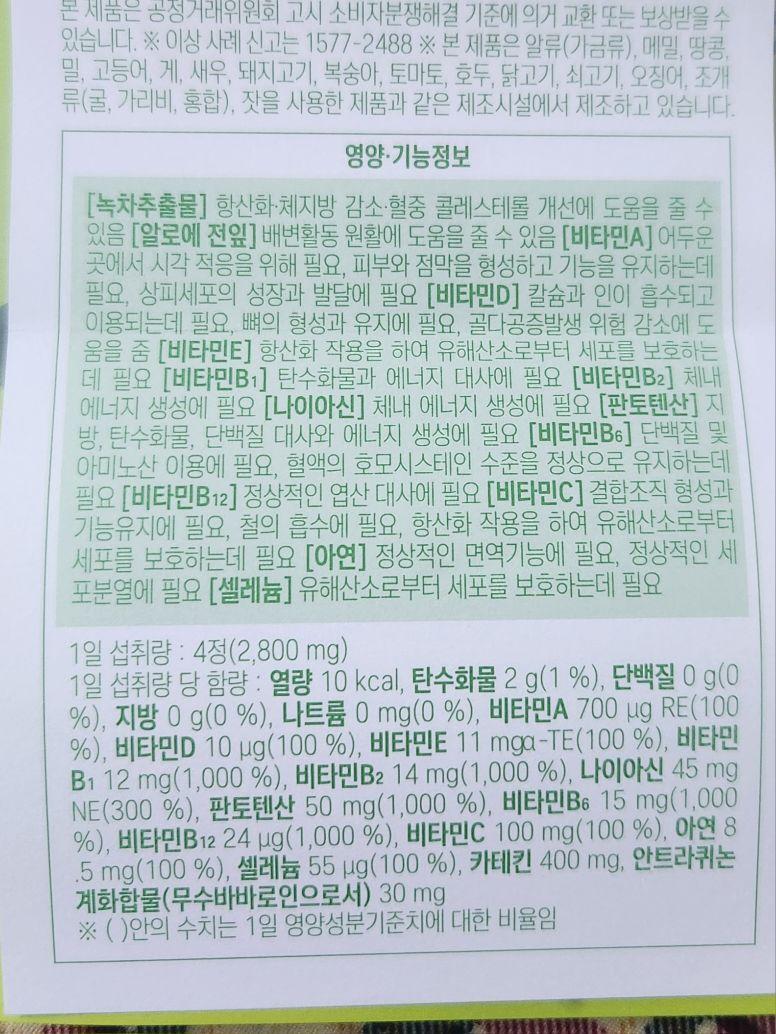 본 제품은 공정거래위원회 고시 소비자분쟁해결 기준에 의거 교환 또는 보상받을 수
있습니다. ※ 이상 사례 신고는 1577-2488 ※ 본 제품은 알류(가금류), 메밀, 땅콩,
밀, 고등어, 게, 새우, 돼지고기, 복숭아, 토마토, 호두, 닭고기, 쇠고기, 오징어, 조개
류(굴, 가리비, 홍합), 잣을 사용한 제품과 같은 제조시설에서 제조하고 있습니다.
영양·기능정보
[녹차추출물] 항산화·체지방 감소·혈중 콜레스테롤 개선에 도움을 줄 수
있음 [알로에 전잎] 배변활동 원활에 도움을 줄 수 있음 [비타민A] 어두운
곳에서 시각 적응을 위해 필요, 피부와 점막을 형성하고 기능을 유지하는데
필요, 상피세포의 성장과 발달에 필요 [비타민D] 칼슘과 인이 흡수되고
이용되는데 필요, 뼈의 형성과 유지에 필요, 골다공증발생 위험 감소에 도
움을 줌 [비타민E] 항산화 작용을 하여 유해산소로부터 세포를 보호하는
데 필요 [비타민B₁] 탄수화물과 에너지 대사에 필요 [비타민B₂] 체내
에너지 생성에 필요 [나이아신] 체내 에너지 생성에 필요 [판토텐산] 지
방, 탄수화물, 단백질 대사와 에너지 생성에 필요 [비타민B₆] 단백질 및
아미노산 이용에 필요, 혈액의 호모시스테인 수준을 정상으로 유지하는데
필요 [비타민B₁₂] 정상적인 엽산 대사에 필요 [비타민C] 결합조직 형성과
기능유지에 필요, 철의 흡수에 필요, 항산화 작용을 하여 유해산소로부터
세포를 보호하는데 필요 [아연] 정상적인 면역기능에 필요, 정상적인 세
포분열에 필요 [셀레늄] 유해산소로부터 세포를 보호하는데 필요
1일 섭취량 : 4정(2,800 mg)
1일 섭취량 당 함량 : 열량 10 kcal, 탄수화물 2 g(1 %), 단백질 0 g(0
%), 지방 0 g(0 %), 나트륨 0 mg(0 %), 비타민A 700 μg RE(100
%), 비타민D 10 μg(100 %), 비타민E 11 mgα-TE(100 %), 비타민
B₁ 12 mg(1,000 %), 비타민B₂ 14 mg(1,000 %), 나이아신 45 mg
NE(300 %), 판토텐산 50 mg(1,000 %), 비타민B₆ 15 mg(1,000
%), 비타민B₁₂ 24 μg(1,000 %), 비타민C 100 mg(100 %), 아연 8
.5 mg(100 %), 셀레늄 55 μg(100 %), 카테킨 400 mg, 안트라퀴논
계화합물(무수바바로인으로서) 30 mg
※ ( )안의 수치는 1일 영양성분기준치에 대한 비율임